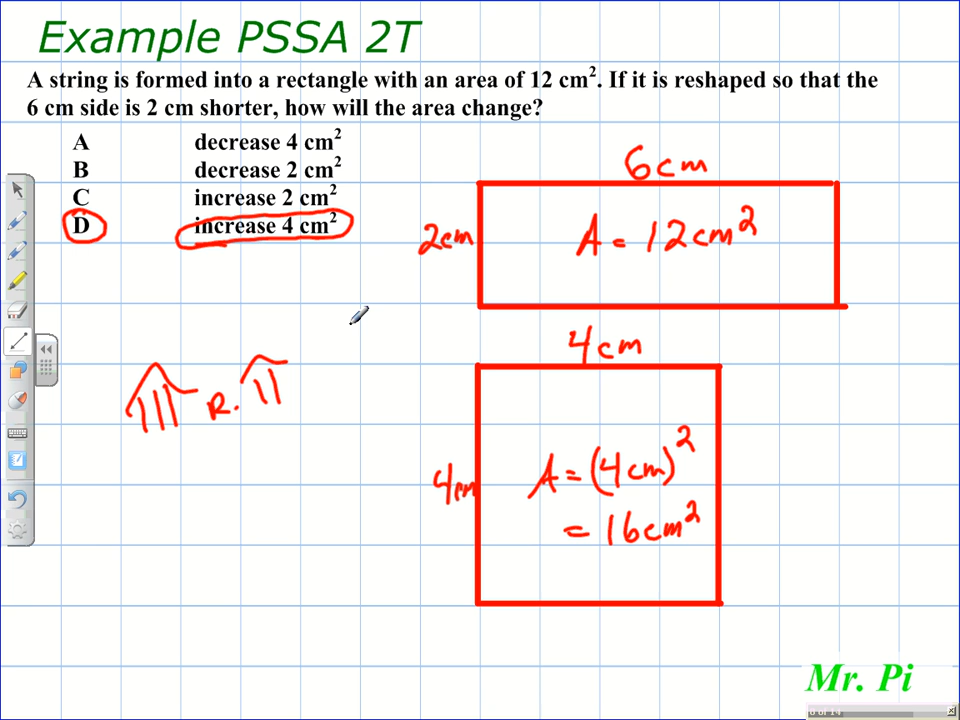 Example PSSA 2T
A string is formed into a rectangle with an area of 12 cm². If it is reshaped so that the
6 cm side is 2 cm shorter, how will the area change?
A decrease 4 cm²
B decrease 2 cm²
C increase 2 cm²
D increase 4 cm²
6cm
2cm
A = 12cm²
4cm
4cm
A = (4cm)²
= 16cm²
R.
Mr. Pi